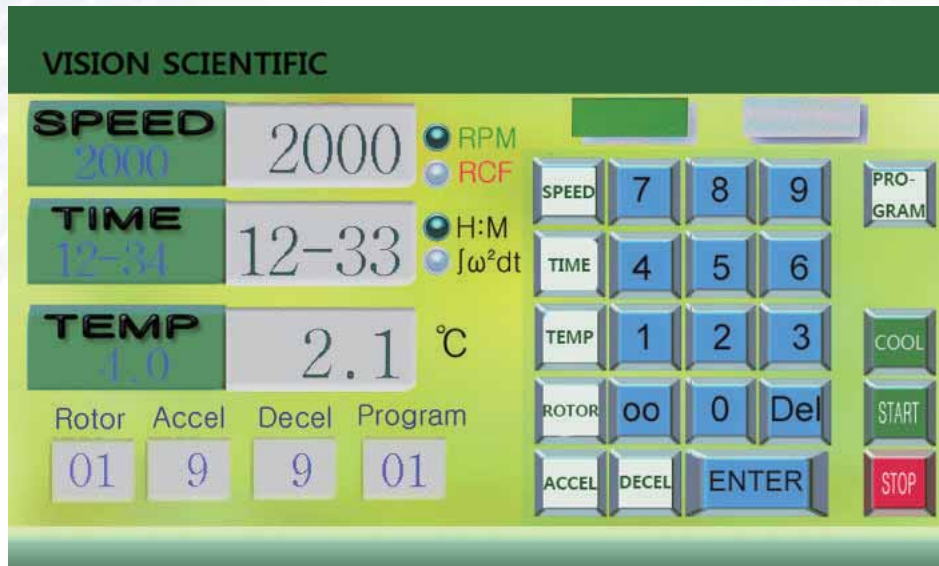 VISION SCIENTIFIC
SPEED
2000
2000
RPM
RCF
TIME
12-34
12-33
H:M
∫ω²dt
TEMP
4.0
2.1
℃
Rotor Accel Decel Program
01 9 9 01
SPEED 7 8 9
PRO-
GRAM
TIME 4 5 6
TEMP 1 2 3 COOL
ROTOR oo 0 Del START
ACCEL DECEL ENTER STOP